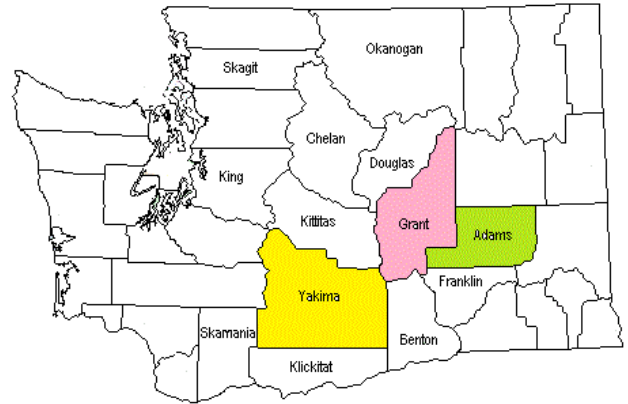 Okanogan
Skagit
Chelan
Douglas
King
Kittitas
Grant
Adams
Yakima
Franklin
Skamania
Benton
Klickitat